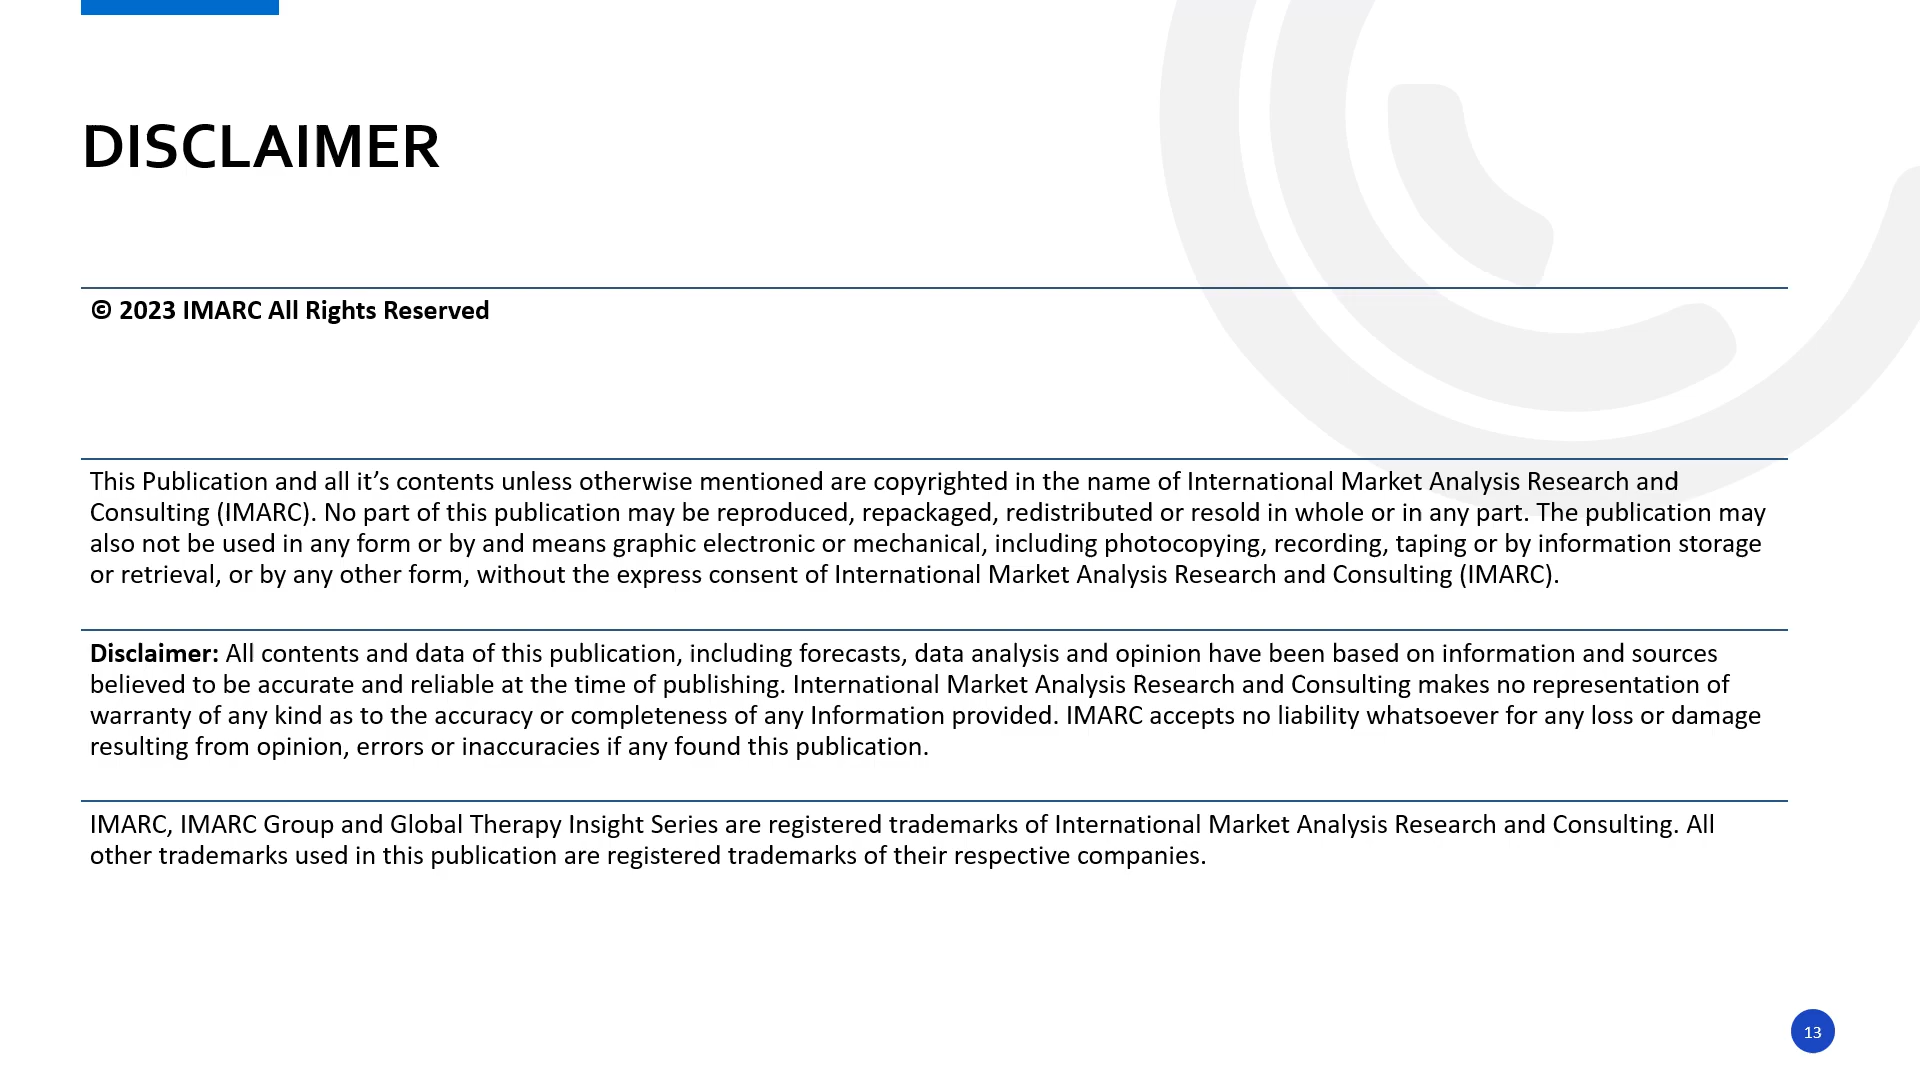 DISCLAIMER
© 2023 IMARC All Rights Reserved
This Publication and all it’s contents unless otherwise mentioned are copyrighted in the name of International Market Analysis Research and
Consulting (IMARC). No part of this publication may be reproduced, repackaged, redistributed or resold in whole or in any part. The publication may
also not be used in any form or by and means graphic electronic or mechanical, including photocopying, recording, taping or by information storage
or retrieval, or by any other form, without the express consent of International Market Analysis Research and Consulting (IMARC).
Disclaimer: All contents and data of this publication, including forecasts, data analysis and opinion have been based on information and sources
believed to be accurate and reliable at the time of publishing. International Market Analysis Research and Consulting makes no representation of
warranty of any kind as to the accuracy or completeness of any Information provided. IMARC accepts no liability whatsoever for any loss or damage
resulting from opinion, errors or inaccuracies if any found this publication.
IMARC, IMARC Group and Global Therapy Insight Series are registered trademarks of International Market Analysis Research and Consulting. All
other trademarks used in this publication are registered trademarks of their respective companies.
13